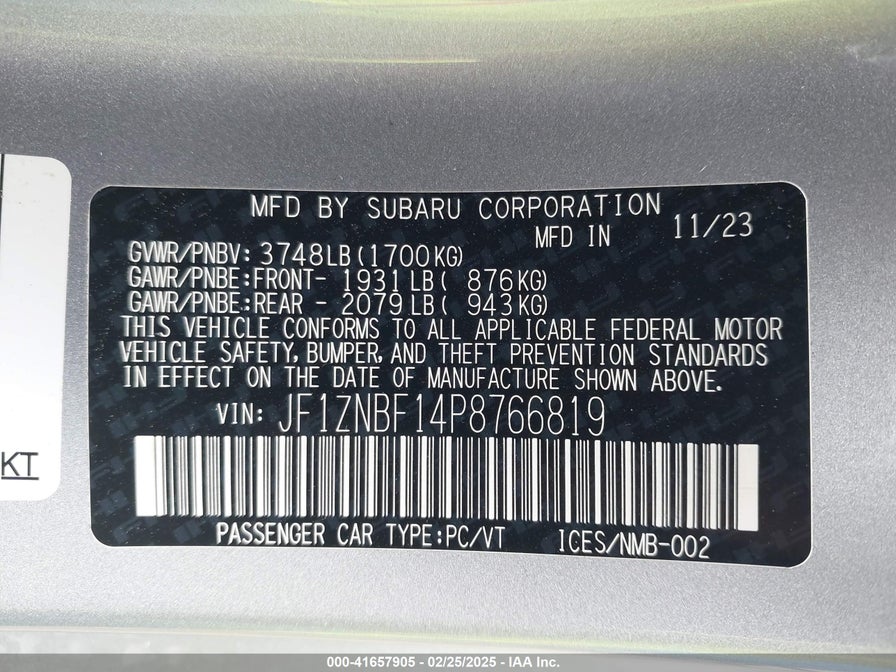 MFD BY SUBARU CORPORATION
MFD IN 11/23
GVWR/PNBV: 3748LB(1700KG)
GAWR/PNBE:FRONT- 1931LB( 876KG)
GAWR/PNBE:REAR - 2079LB( 943KG)
THIS VEHICLE CONFORMS TO ALL APPLICABLE FEDERAL MOTOR
VEHICLE SAFETY, BUMPER, AND THEFT PREVENTION STANDARDS
IN EFFECT ON THE DATE OF MANUFACTURE SHOWN ABOVE.
VIN: JF1ZNBF14P8766819
KT
PASSENGER CAR TYPE:PC/VT ICES/NMB-002
000-41657905 - 02/25/2025 - IAA Inc.